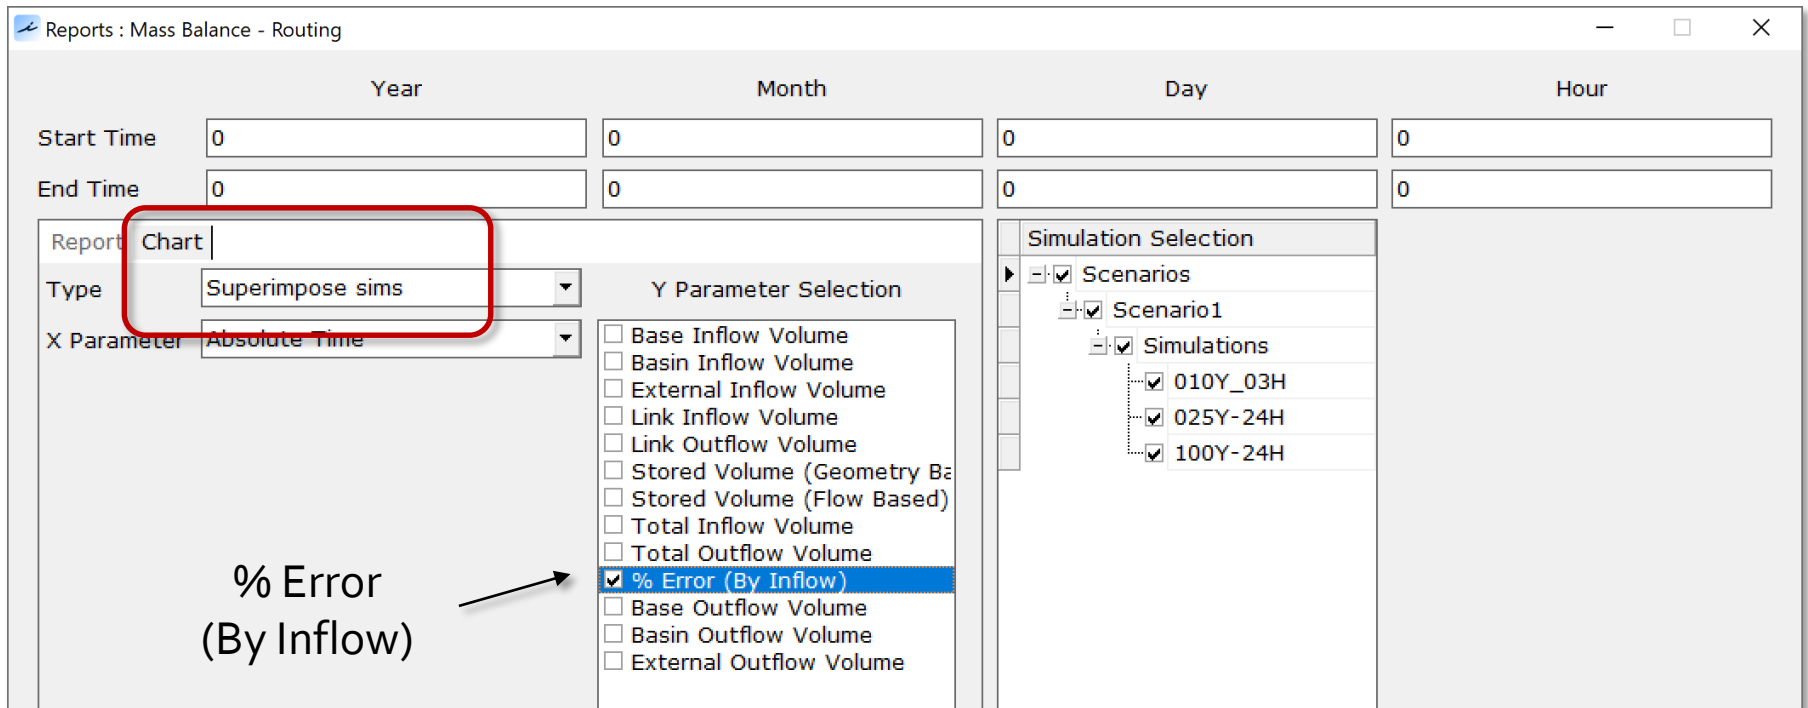 Reports : Mass Balance - Routing
Year Month Day Hour
Start Time 0 0 0 0
End Time 0 0 0 0
Report Chart
Type Superimpose sims
X Parameter Absolute Time
Y Parameter Selection
Base Inflow Volume
Basin Inflow Volume
External Inflow Volume
Link Inflow Volume
Link Outflow Volume
Stored Volume (Geometry Ba
Stored Volume (Flow Based)
Total Inflow Volume
Total Outflow Volume
% Error (By Inflow)
Base Outflow Volume
Basin Outflow Volume
External Outflow Volume
% Error
(By Inflow)
Simulation Selection
Scenarios
Scenario1
Simulations
010Y_03H
025Y-24H
100Y-24H